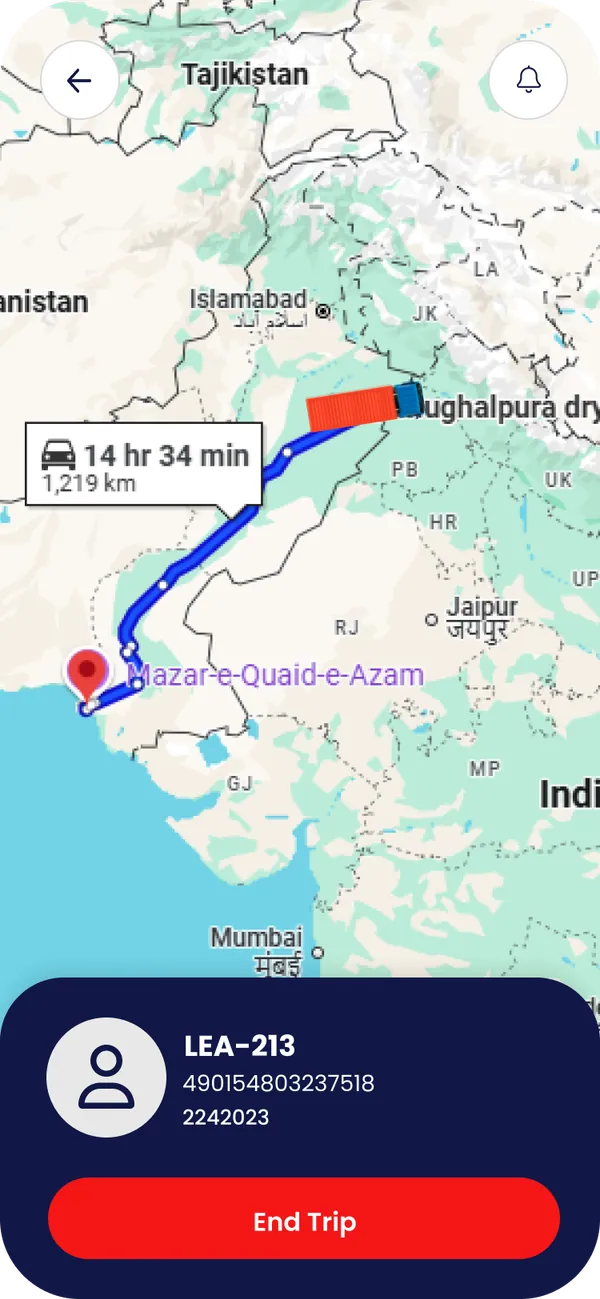 Tajikistan
LA
anistan
Islamabad
اسلام آباد
JK
ughalpura dry
14 hr 34 min
1,219 km
PB
UK
HR
UP
Jaipur
जयपुर
RJ
Mazar-e-Quaid-e-Azam
MP
GJ
Indi
Mumbai
मुंबई
LEA-213
490154803237518
2242023
End Trip